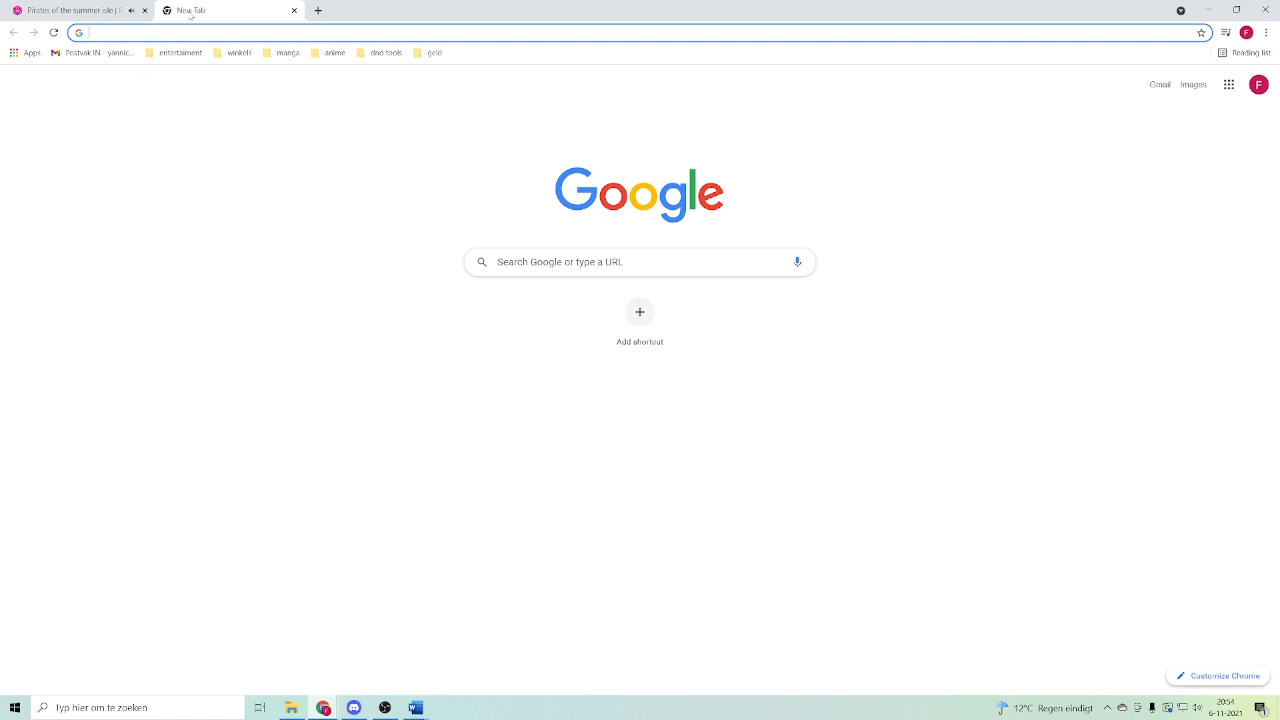 Pirates of the summer isle |
New Tab
Apps
Postvak IN - yannic...
entertaiment
winkels
manga
anime
dnd tools
geld
Reading list
Gmail
Images
F
Google
Search Google or type a URL
Add shortcut
Customize Chrome
Typ hier om te zoeken
12°C Regen eindigt
20:54
6-11-2021